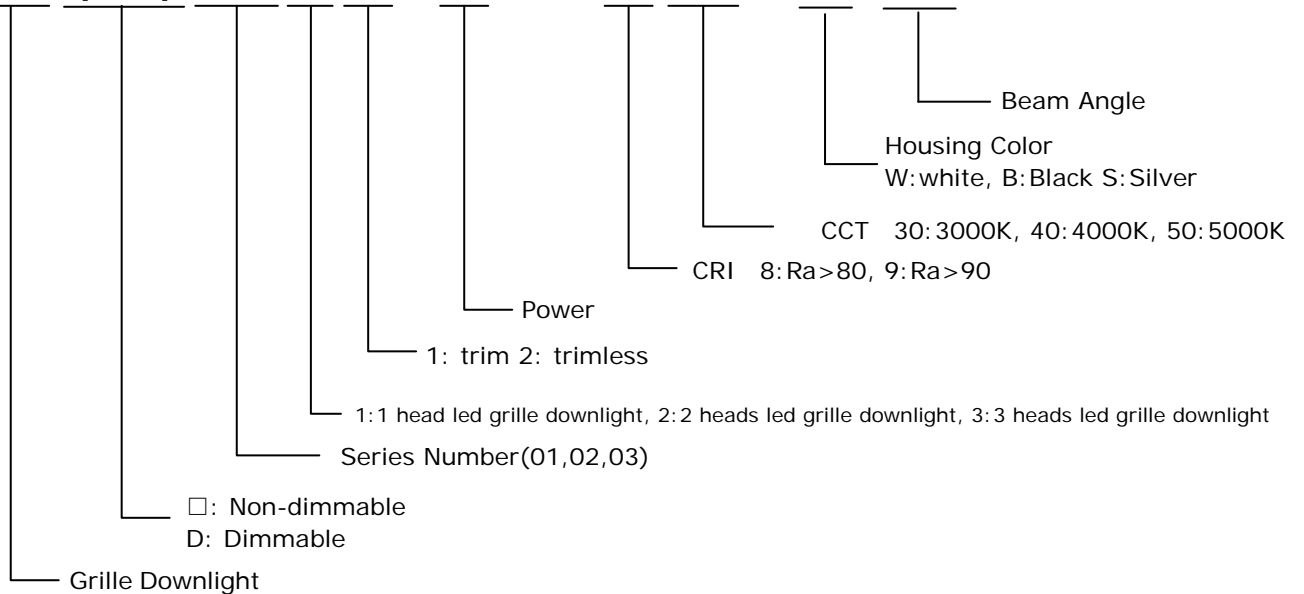 Beam Angle
Housing Color
W:white, B:Black S:Silver
CCT 30:3000K, 40:4000K, 50:5000K
CRI 8:Ra>80, 9:Ra>90
Power
1: trim 2: trimless
1:1 head led grille downlight, 2:2 heads led grille downlight, 3:3 heads led grille downlight
Series Number(01,02,03)
□: Non-dimmable
D: Dimmable
Grille Downlight